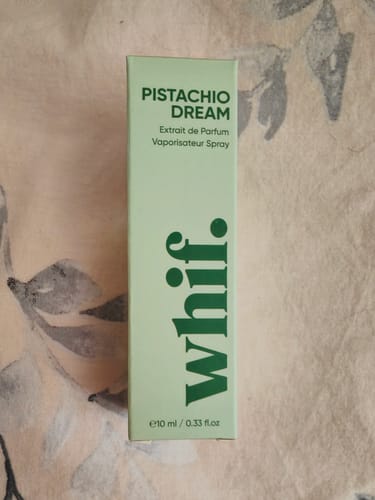 PISTACHIO
DREAM
Extrait de Parfum
Vaporisateur Spray
whif.
℮10 ml / 0.33 fl.oz